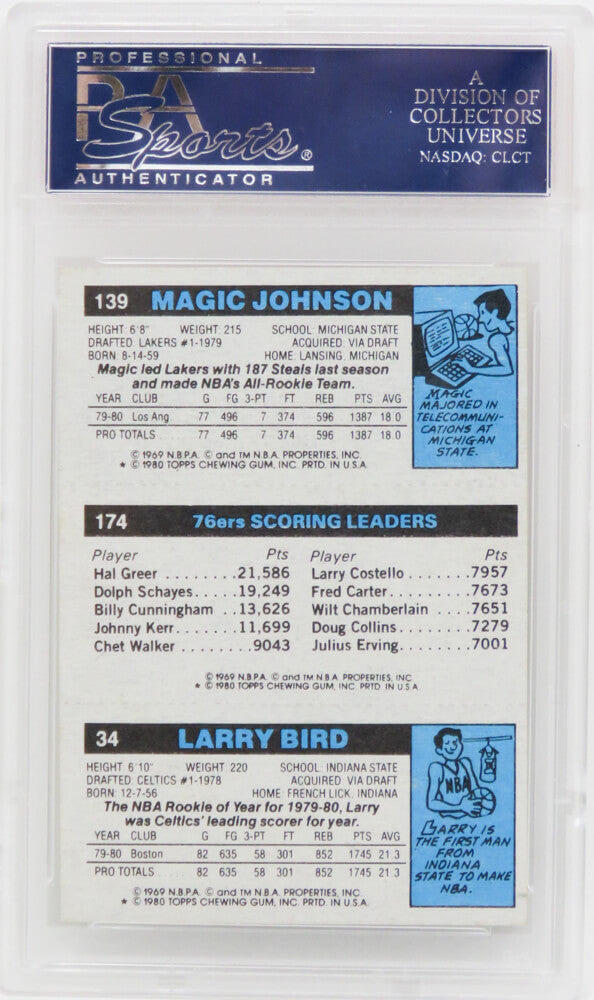 PROFESSIONAL
PSA
Sports®
AUTHENTICATOR
A
DIVISION OF
COLLECTORS
UNIVERSE
NASDAQ: CLCT
139 MAGIC JOHNSON
HEIGHT: 6'8" WEIGHT: 215 SCHOOL: MICHIGAN STATE
DRAFTED: LAKERS #1-1979 ACQUIRED: VIA DRAFT
BORN: 8-14-59 HOME: LANSING, MICHIGAN
Magic led Lakers with 187 Steals last season
and made NBA's All-Rookie Team.
YEAR CLUB G FG 3-PT FT REB PTS AVG
79-80 Los Ang. 77 496 7 374 596 1387 18.0
PRO TOTALS ..... 77 496 7 374 596 1387 18.0
© 1969 N.B.P.A. © and TM N.B.A. PROPERTIES, INC.
★ © 1980 TOPPS CHEWING GUM, INC. PRTD. IN U.S.A.
MAGIC
MAJORED IN
TELECOMMUNI-
CATIONS AT
MICHIGAN
STATE.
174 76ers SCORING LEADERS
Player Pts Player Pts
Hal Greer ........21,586 Larry Costello .......7957
Dolph Schayes.....19,249 Fred Carter..........7673
Billy Cunningham ..13,626 Wilt Chamberlain ....7651
Johnny Kerr.......11,699 Doug Collins.........7279
Chet Walker .......9043 Julius Erving.........7001
© 1969 N.B.P.A. © and TM N.B.A. PROPERTIES, INC.
★ © 1980 TOPPS CHEWING GUM, INC. PRTD. IN U.S.A.
34 LARRY BIRD
HEIGHT: 6'10" WEIGHT: 220 SCHOOL: INDIANA STATE
DRAFTED: CELTICS #1-1978 ACQUIRED: VIA DRAFT
BORN: 12-7-56 HOME: FRENCH LICK, INDIANA
The NBA Rookie of Year for 1979-80, Larry
was Celtics' leading scorer for year.
YEAR CLUB G FG 3-PT FT REB PTS AVG
79-80 Boston 82 635 58 301 852 1745 21.3
PRO TOTALS ..... 82 635 58 301 852 1745 21.3
© 1969 N.B.P.A. © and TM N.B.A. PROPERTIES, INC.
★ © 1980 TOPPS CHEWING GUM, INC. PRTD. IN U.S.A.
NBA
LARRY IS
THE FIRST MAN
FROM
INDIANA
STATE TO MAKE
NBA.